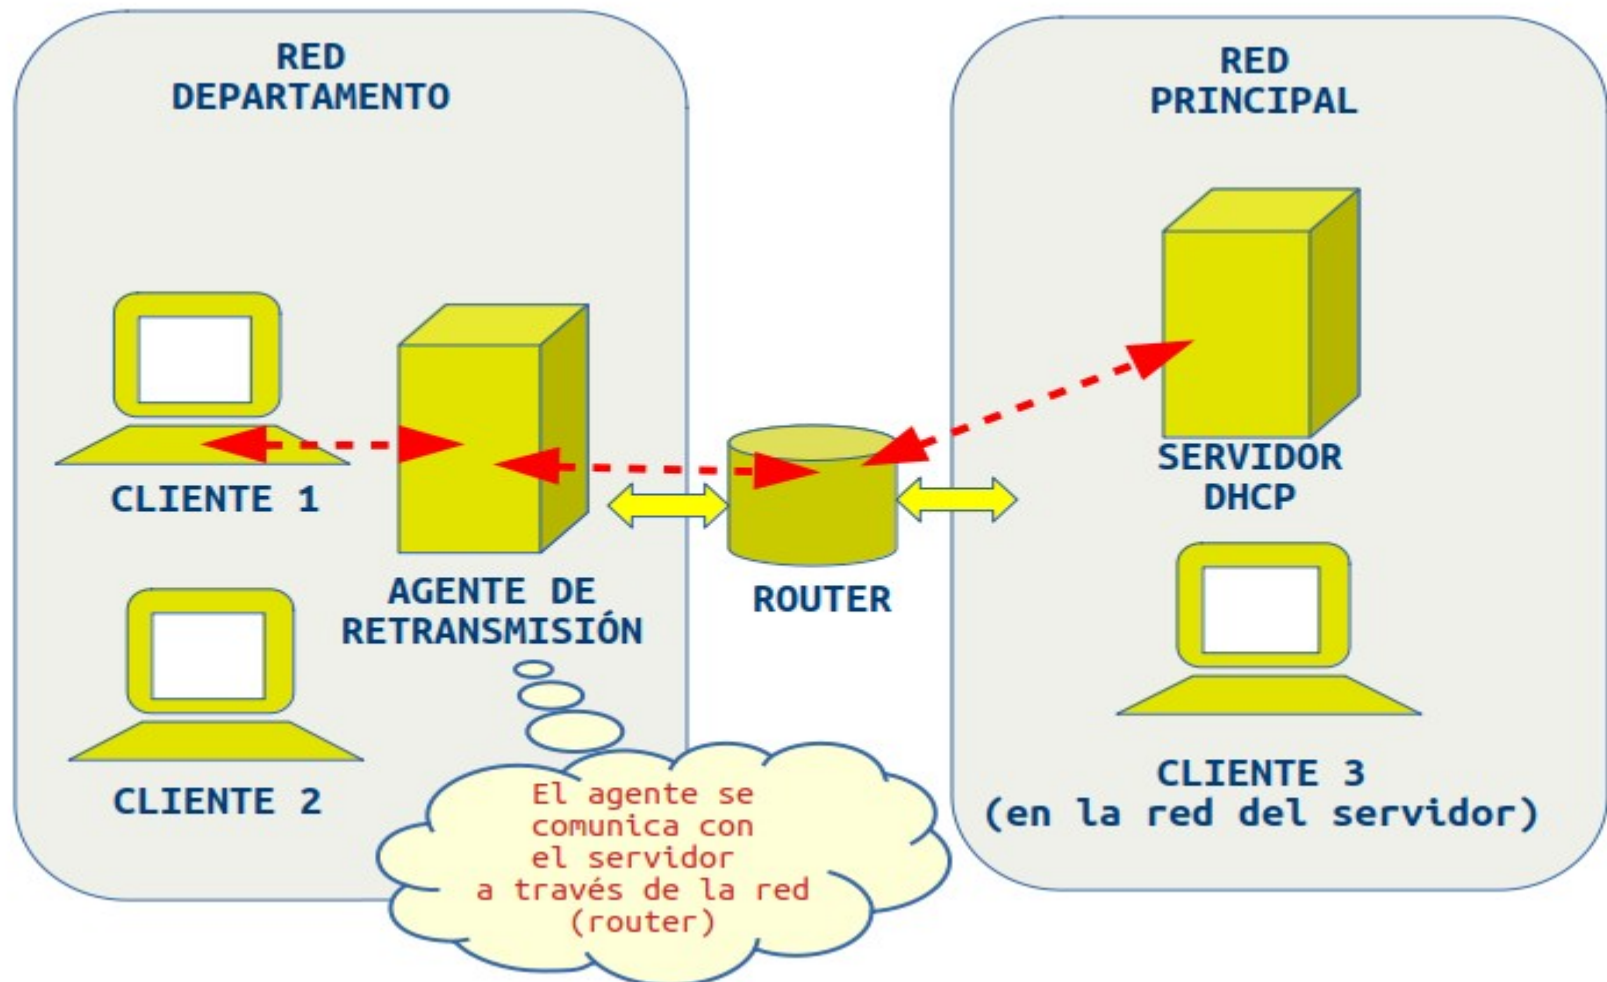 RED
DEPARTAMENTO
RED
PRINCIPAL
CLIENTE 1
AGENTE DE
RETRANSMISIÓN
ROUTER
SERVIDOR
DHCP
CLIENTE 2
El agente se
comunica con
el servidor
a través de la red
(router)
CLIENTE 3
(en la red del servidor)